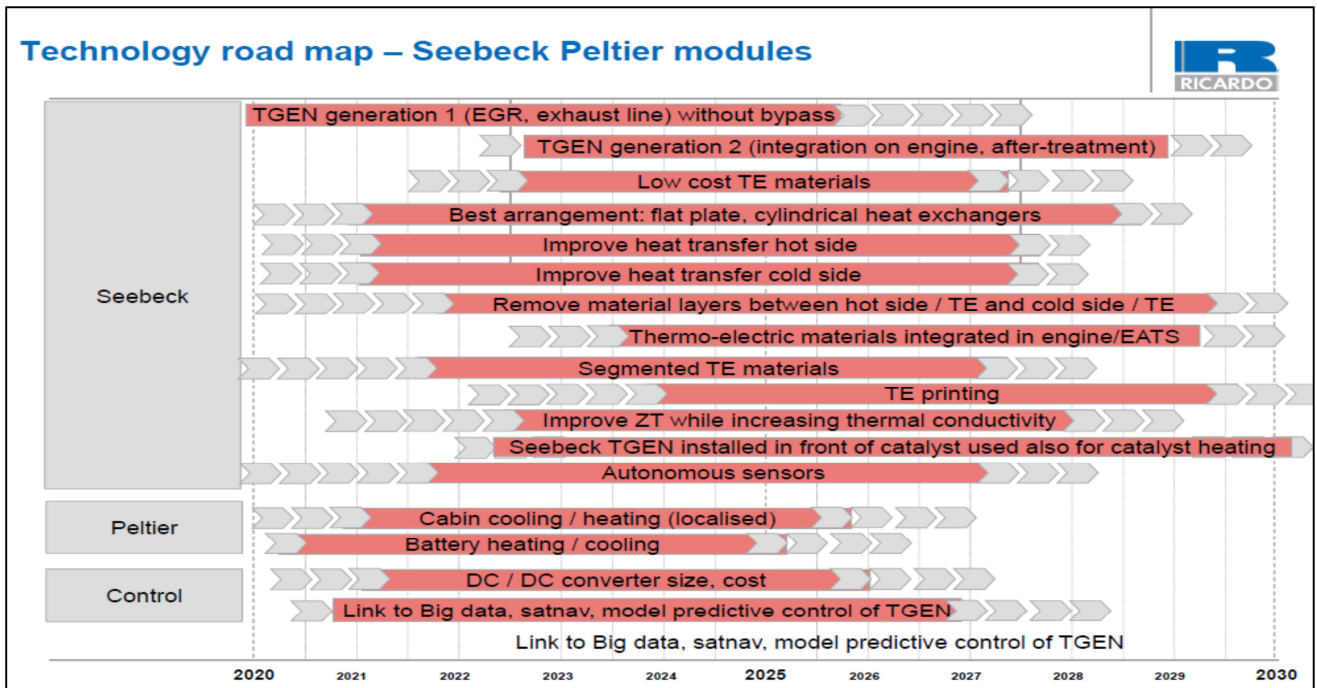 Technology road map – Seebeck Peltier modules
RICARDO
TGEN generation 1 (EGR, exhaust line) without bypass
TGEN generation 2 (integration on engine, after-treatment)
Low cost TE materials
Best arrangement: flat plate, cylindrical heat exchangers
Improve heat transfer hot side
Improve heat transfer cold side
Seebeck
Remove material layers between hot side / TE and cold side / TE
Thermo-electric materials integrated in engine/EATS
Segmented TE materials
TE printing
Improve ZT while increasing thermal conductivity
Seebeck TGEN installed in front of catalyst used also for catalyst heating
Autonomous sensors
Peltier
Cabin cooling / heating (localised)
Battery heating / cooling
Control
DC / DC converter size, cost
Link to Big data, satnav, model predictive control of TGEN
Link to Big data, satnav, model predictive control of TGEN
2020 2021 2022 2023 2024 2025 2026 2027 2028 2029 2030